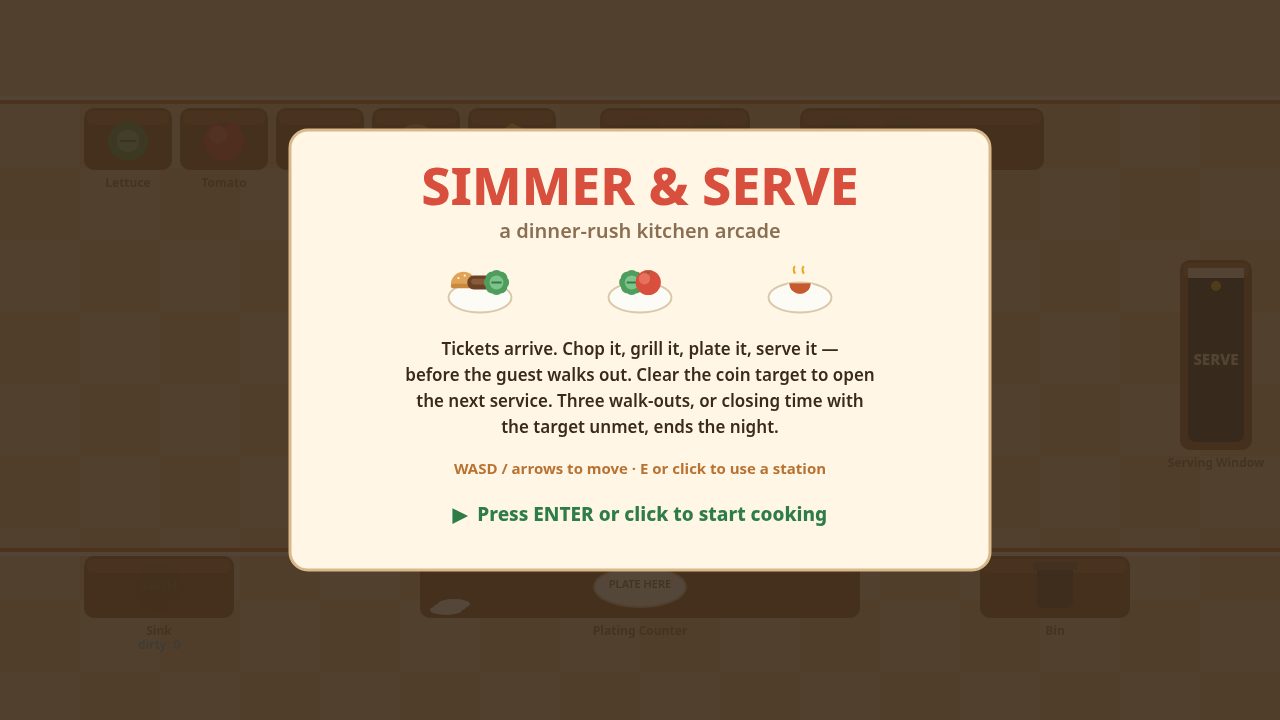 SIMMER & SERVE
a dinner-rush kitchen arcade
Tickets arrive. Chop it, grill it, plate it, serve it —
before the guest walks out. Clear the coin target to open
the next service. Three walk-outs, or closing time with
the target unmet, ends the night.
WASD / arrows to move · E or click to use a station
▶ Press ENTER or click to start cooking
Lettuce
Tomato
SERVE
Serving Window
Sink
dirty: 0
PLATE HERE
Plating Counter
Bin